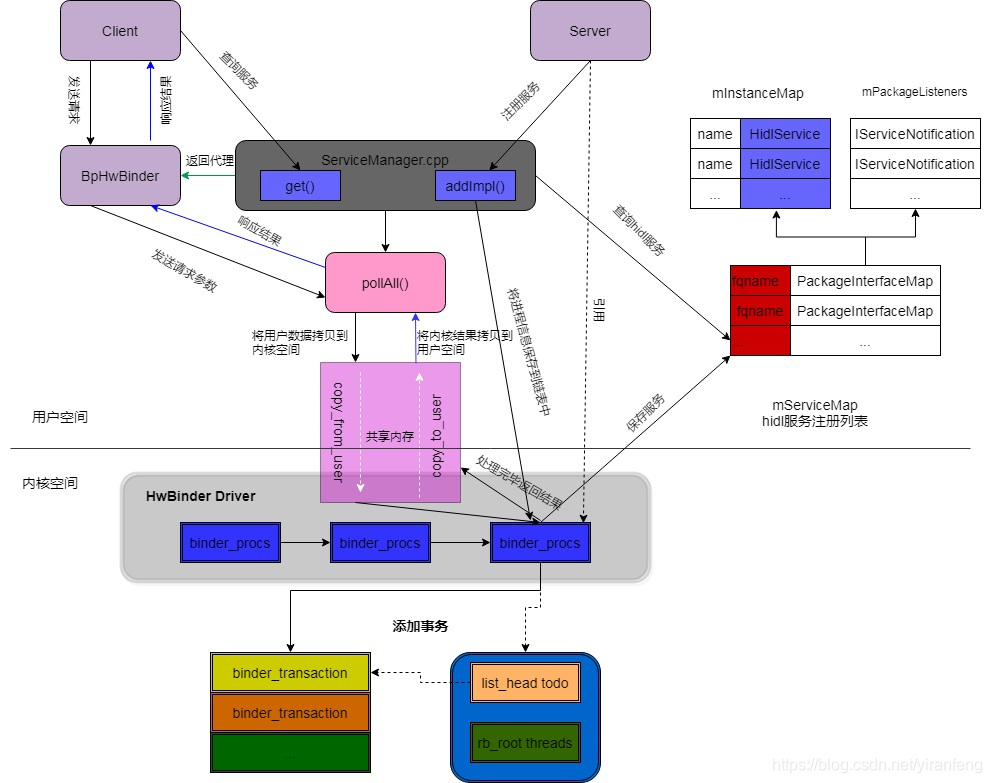 Client
Server
查询服务
注册服务
发送请求
返回响应
mInstanceMap
mPackageListeners
name HidlService
name HidlService
... ...
IServiceNotification
IServiceNotification
...
ServiceManager.cpp
get()
addImpl()
返回代理
BpHwBinder
响应结果
发送请求参数
查询hidl服务
pollAll()
fqname PackageInterfaceMap
fqname PackageInterfaceMap
... ...
引用
将进程信息保存到链表中
将用户数据拷贝到
内核空间
将内核结果拷贝到
用户空间
copy_from_user
共享内存
copy_to_user
保存服务
mServiceMap
hidl服务注册列表
用户空间
内核空间
处理完毕返回结果
HwBinder Driver
binder_procs
binder_procs
binder_procs
添加事务
binder_transaction
binder_transaction
...
list_head todo
rb_root threads
https://blog.csdn.net/yiranfeng